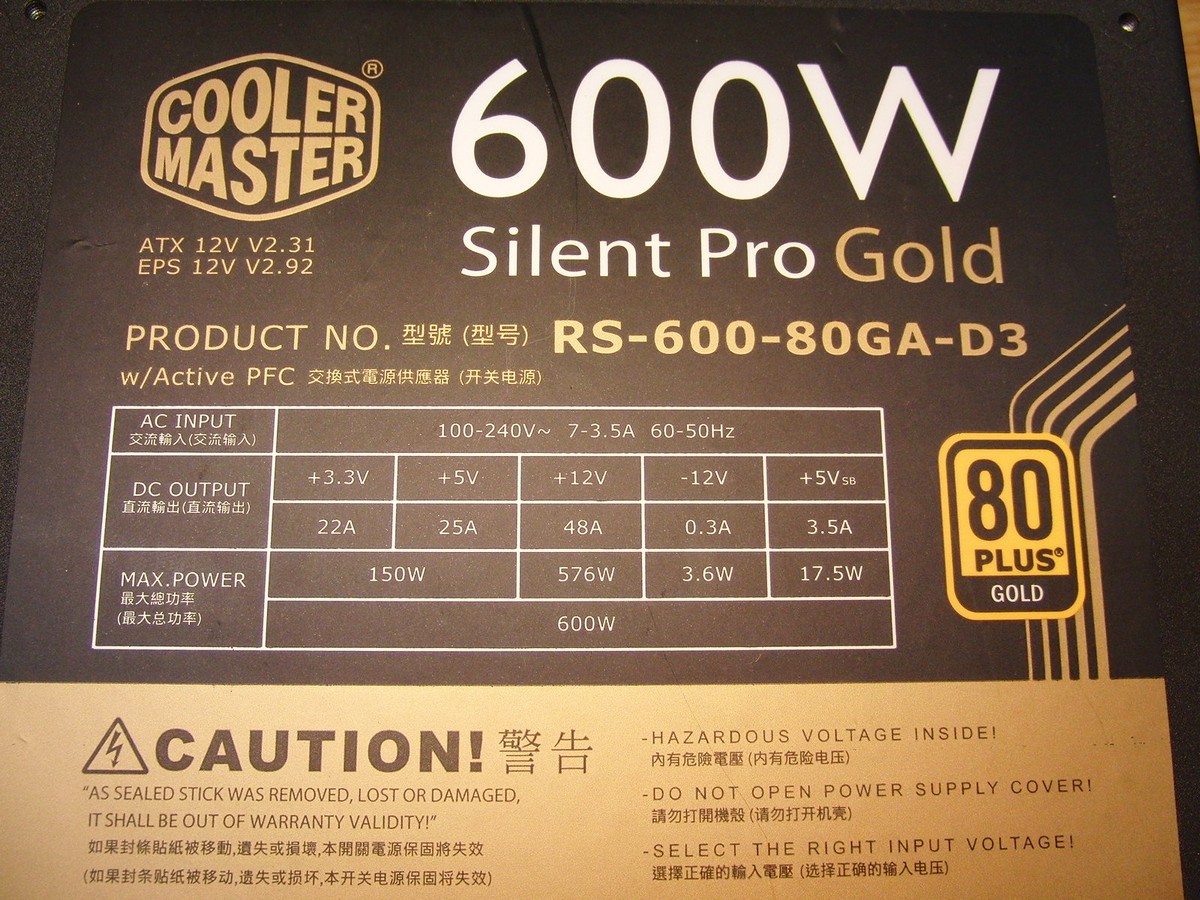 COOLER
MASTER®
600W
Silent Pro Gold
ATX 12V V2.31
EPS 12V V2.92
PRODUCT NO. 型號 (型号) RS-600-80GA-D3
w/Active PFC 交換式電源供應器 (开关电源)
AC INPUT 100-240V~ 7-3.5A 60-50Hz
交流輸入(交流输入)
DC OUTPUT +3.3V +5V +12V -12V +5VSB
直流輸出(直流输出) 22A 25A 48A 0.3A 3.5A
MAX.POWER 150W 576W 3.6W 17.5W
最大總功率
(最大总功率) 600W
80
PLUS®
GOLD
CAUTION! 警告
"AS SEALED STICK WAS REMOVED, LOST OR DAMAGED,
IT SHALL BE OUT OF WARRANTY VALIDITY!"
如果封條貼紙被移動,遺失或損壞,本開關電源保固將失效
(如果封条贴纸被移动,遗失或损坏,本开关电源保固将失效)
-HAZARDOUS VOLTAGE INSIDE!
內有危險電壓 (内有危险电压)
-DO NOT OPEN POWER SUPPLY COVER!
請勿打開機殼 (请勿打开机壳)
-SELECT THE RIGHT INPUT VOLTAGE!
選擇正確的輸入電壓 (选择正确的输入电压)